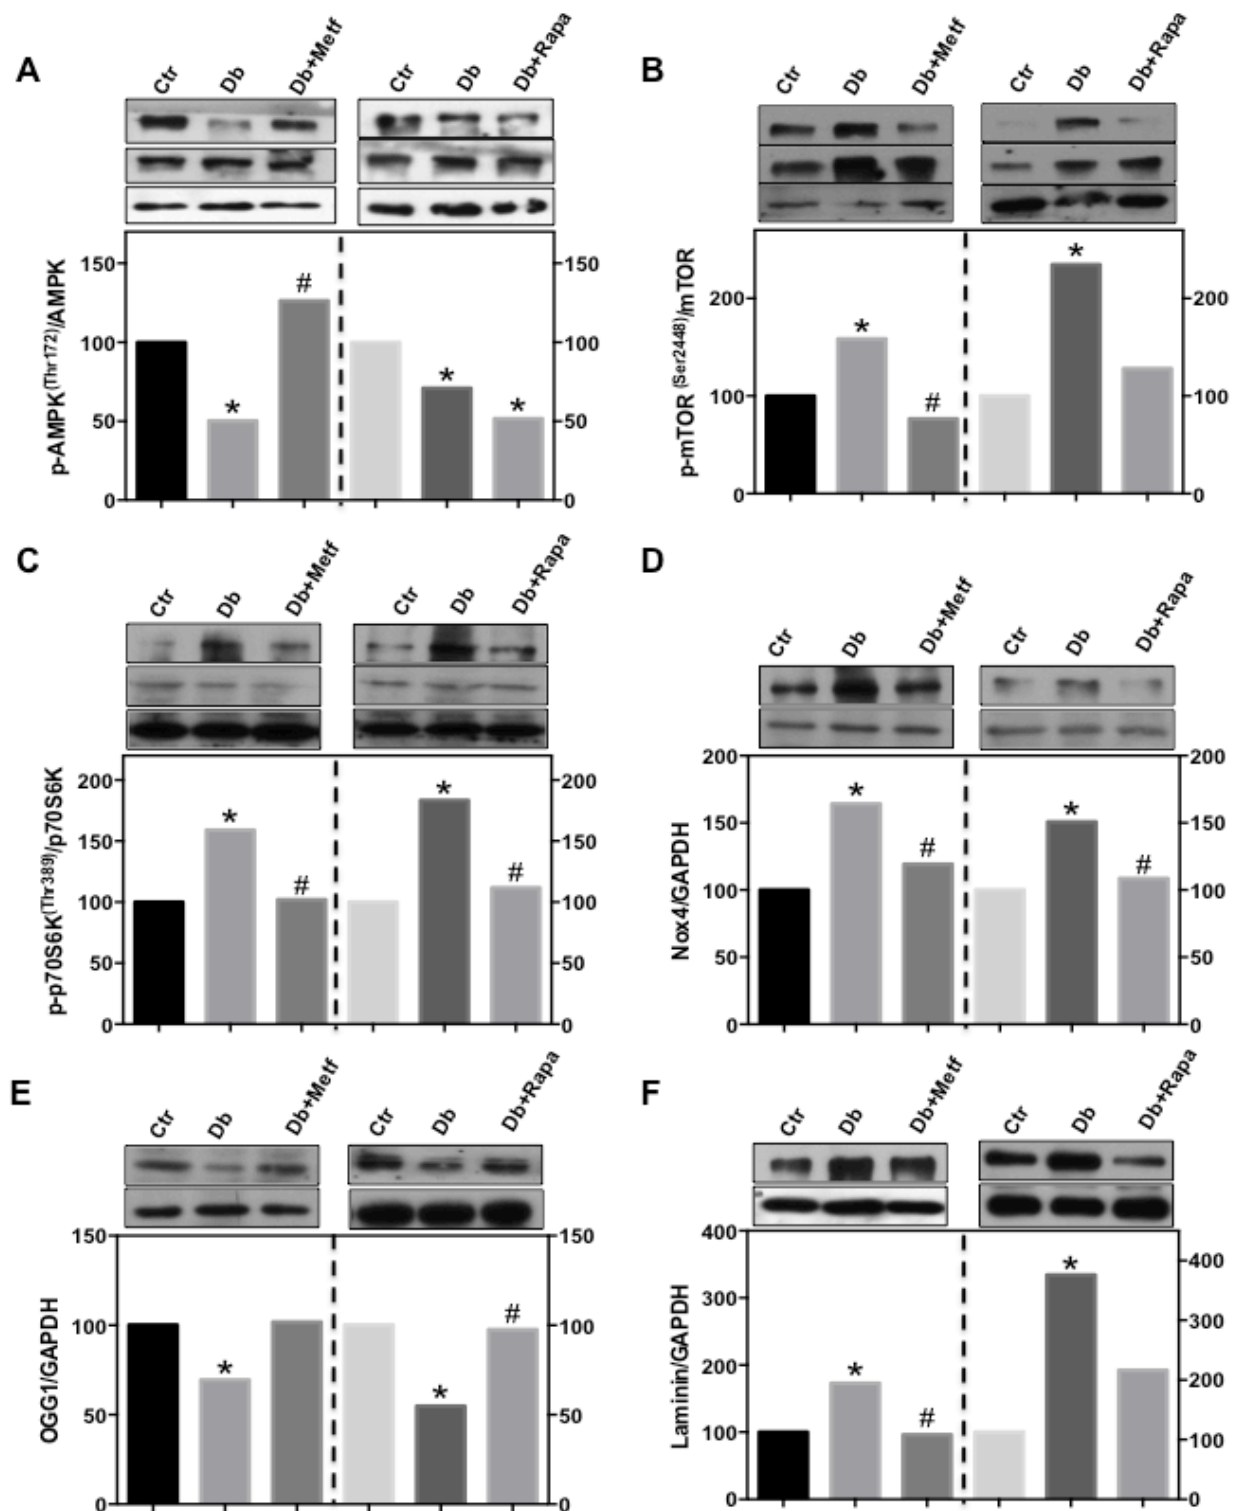 A
Ctr Db Db+Metf Ctr Db Db+Rapa
p-AMPK(Thr172)/AMPK
150 150
100 100
50 50
0 0
* # * *
B
Ctr Db Db+Metf Ctr Db Db+Rapa
p-mTOR (Ser2448)/mTOR
200 200
100 100
0 0
* # *
C
Ctr Db Db+Metf Ctr Db Db+Rapa
p-p70S6K(Thr389)/p70S6K
200 200
150 150
100 100
50 50
0 0
* # * #
D
Ctr Db Db+Metf Ctr Db Db+Rapa
Nox4/GAPDH
200 200
150 150
100 100
50 50
0 0
* # * #
E
Ctr Db Db+Metf Ctr Db Db+Rapa
OGG1/GAPDH
150 150
100 100
50 50
0 0
* * #
F
Ctr Db Db+Metf Ctr Db Db+Rapa
Laminin/GAPDH
400 400
300 300
200 200
100 100
0 0
* # *